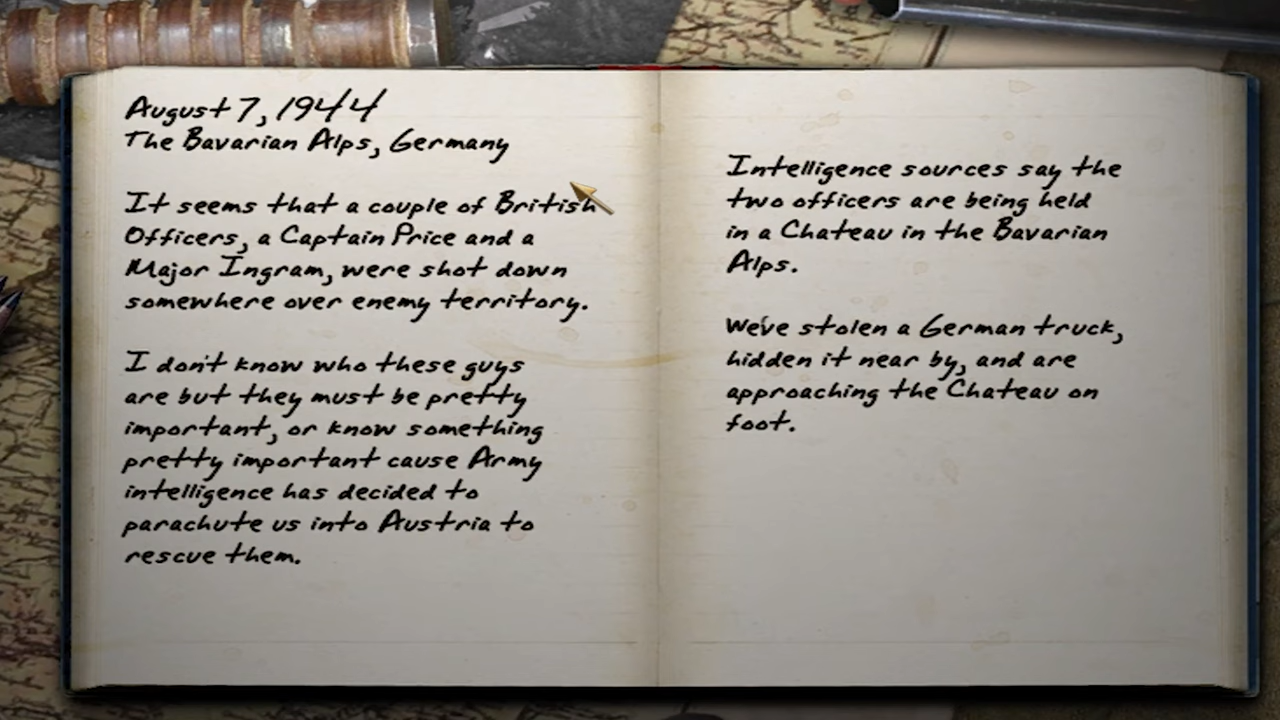 August 7, 1944
The Bavarian Alps, Germany
It seems that a couple of British
Officers, a Captain Price and a
Major Ingram, were shot down
somewhere over enemy territory.
I don't know who these guys
are but they must be pretty
important, or know something
pretty important cause Army
intelligence has decided to
parachute us into Austria to
rescue them.
Intelligence sources say the
two officers are being held
in a Chateau in the Bavarian
Alps.
We've stolen a German truck,
hidden it near by, and are
approaching the Chateau on
foot.